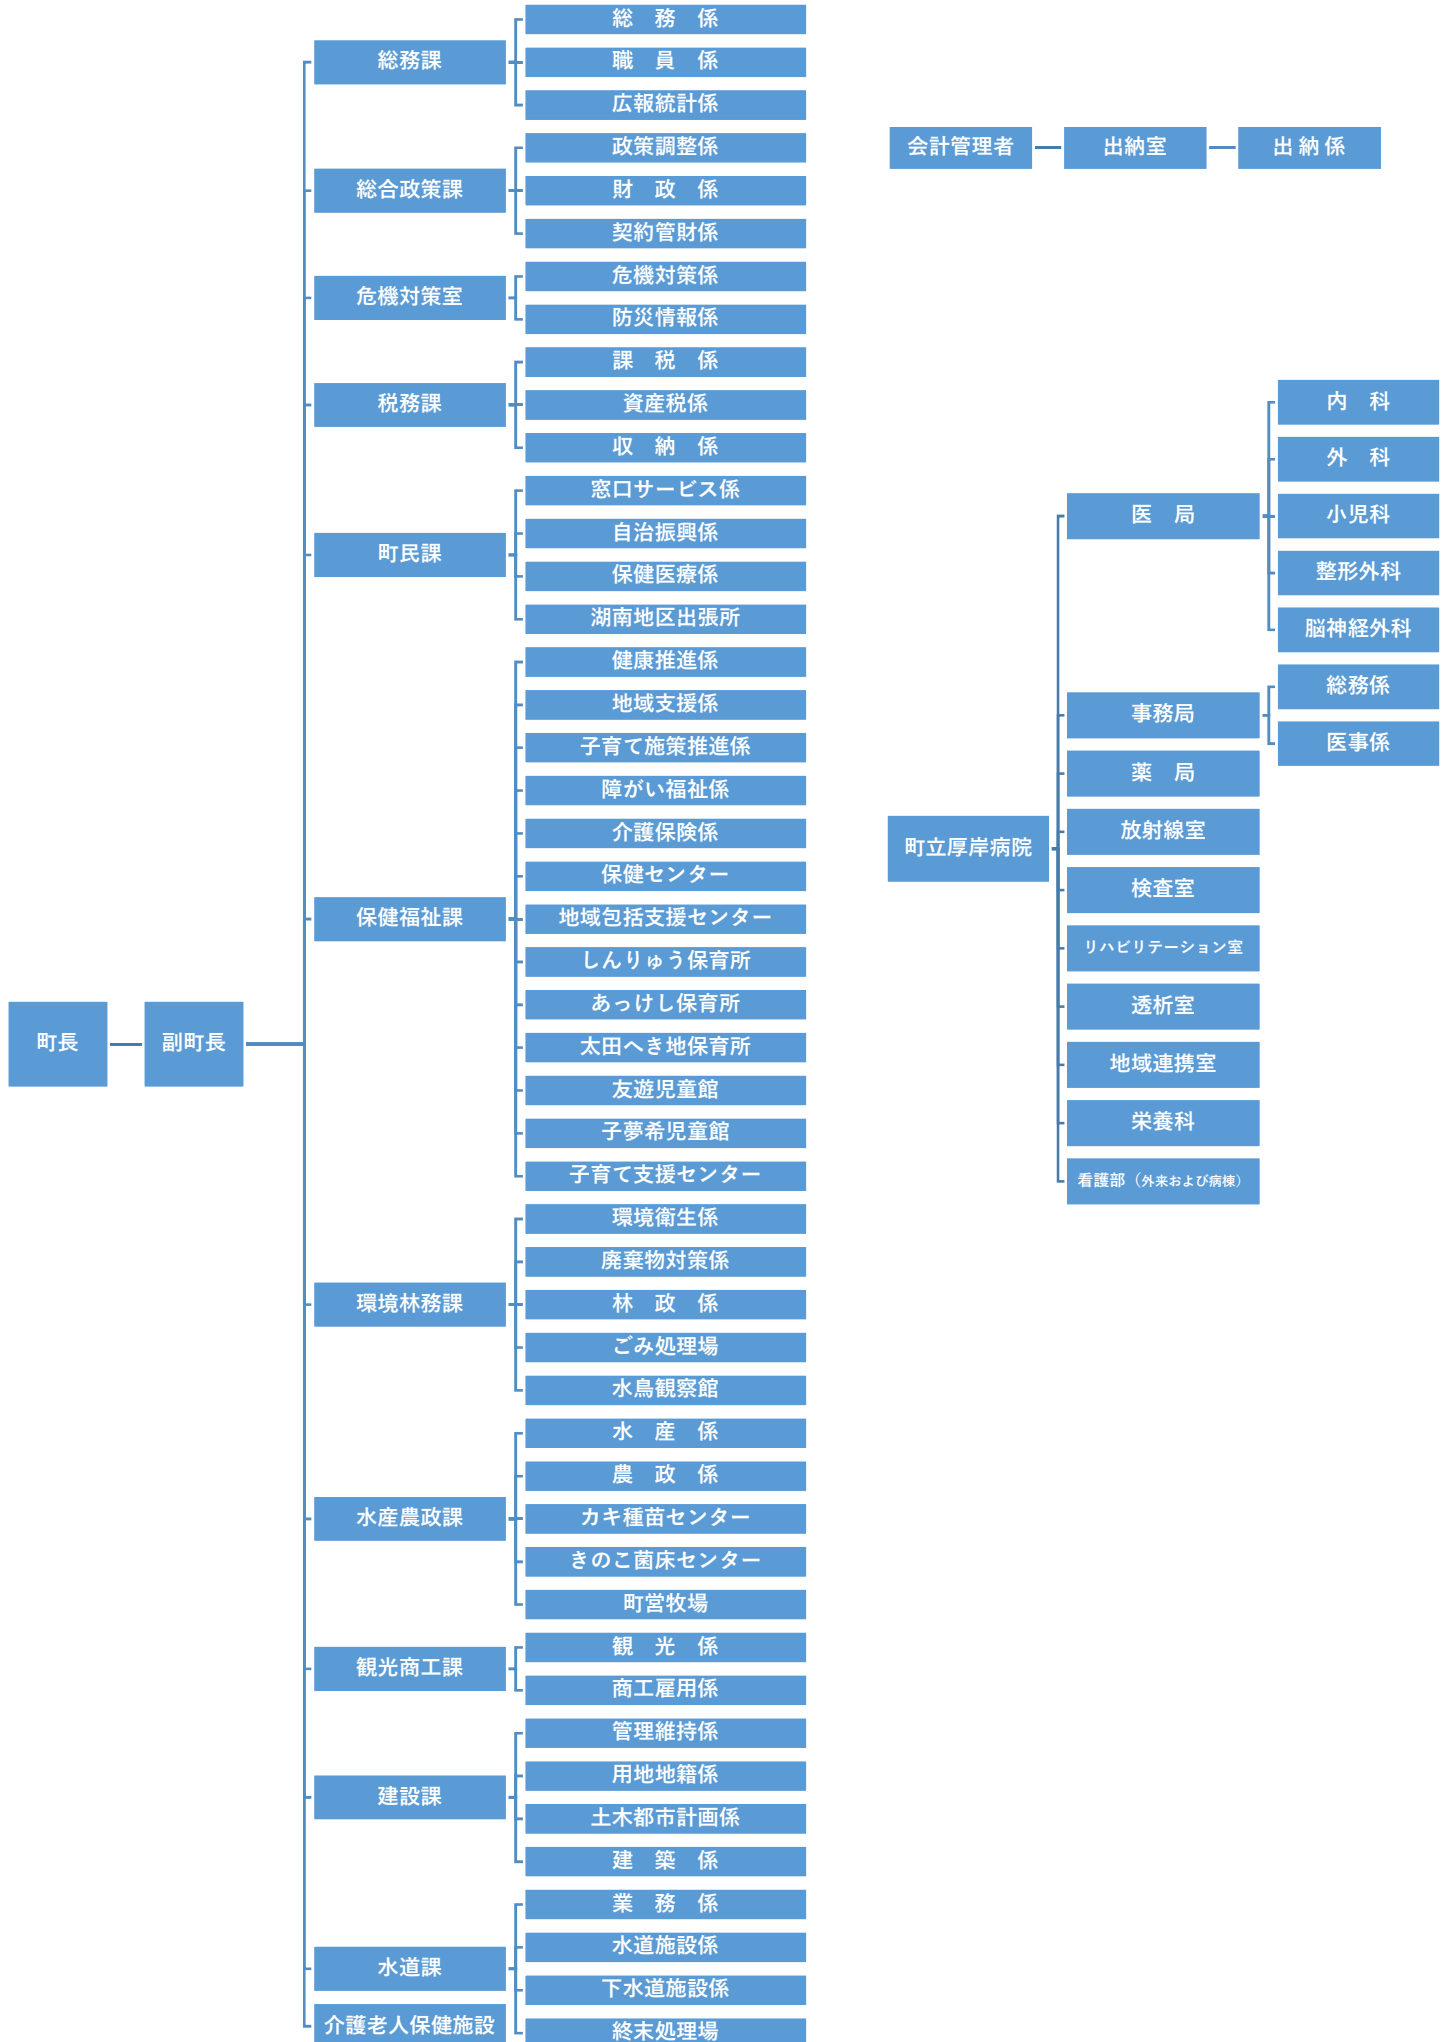 町長
副町長
総務課
総　務　係
職　員　係
広報統計係
総合政策課
政策調整係
財　政　係
契約管財係
危機対策室
危機対策係
防災情報係
税務課
課　税　係
資産税係
収　納　係
町民課
窓口サービス係
自治振興係
保健医療係
湖南地区出張所
保健福祉課
健康推進係
地域支援係
子育て施策推進係
障がい福祉係
介護保険係
保健センター
地域包括支援センター
しんりゅう保育所
あっけし保育所
太田へき地保育所
友遊児童館
子夢希児童館
子育て支援センター
環境林務課
環境衛生係
廃棄物対策係
林　政　係
ごみ処理場
水鳥観察館
水産農政課
水　産　係
農　政　係
カキ種苗センター
きのこ菌床センター
町営牧場
観光商工課
観　光　係
商工雇用係
建設課
管理維持係
用地地籍係
土木都市計画係
建　築　係
水道課
業　務　係
水道施設係
下水道施設係
終末処理場
介護老人保健施設
会計管理者
出納室
出 納 係
町立厚岸病院
医　局
内　科
外　科
小児科
整形外科
脳神経外科
事務局
総務係
医事係
薬　局
放射線室
検査室
リハビリテーション室
透析室
地域連携室
栄養科
看護部（外来および病棟）